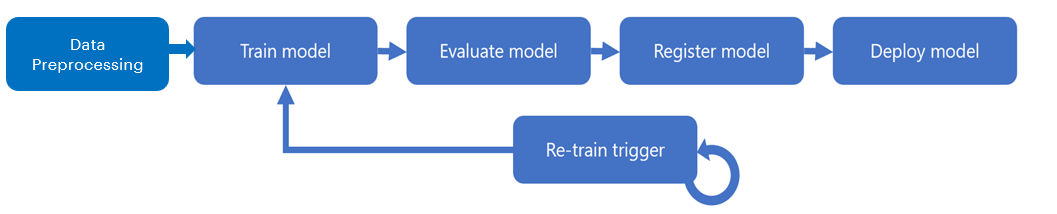 Data
Preprocessing
Train model
Evaluate model
Register model
Deploy model
Re-train trigger